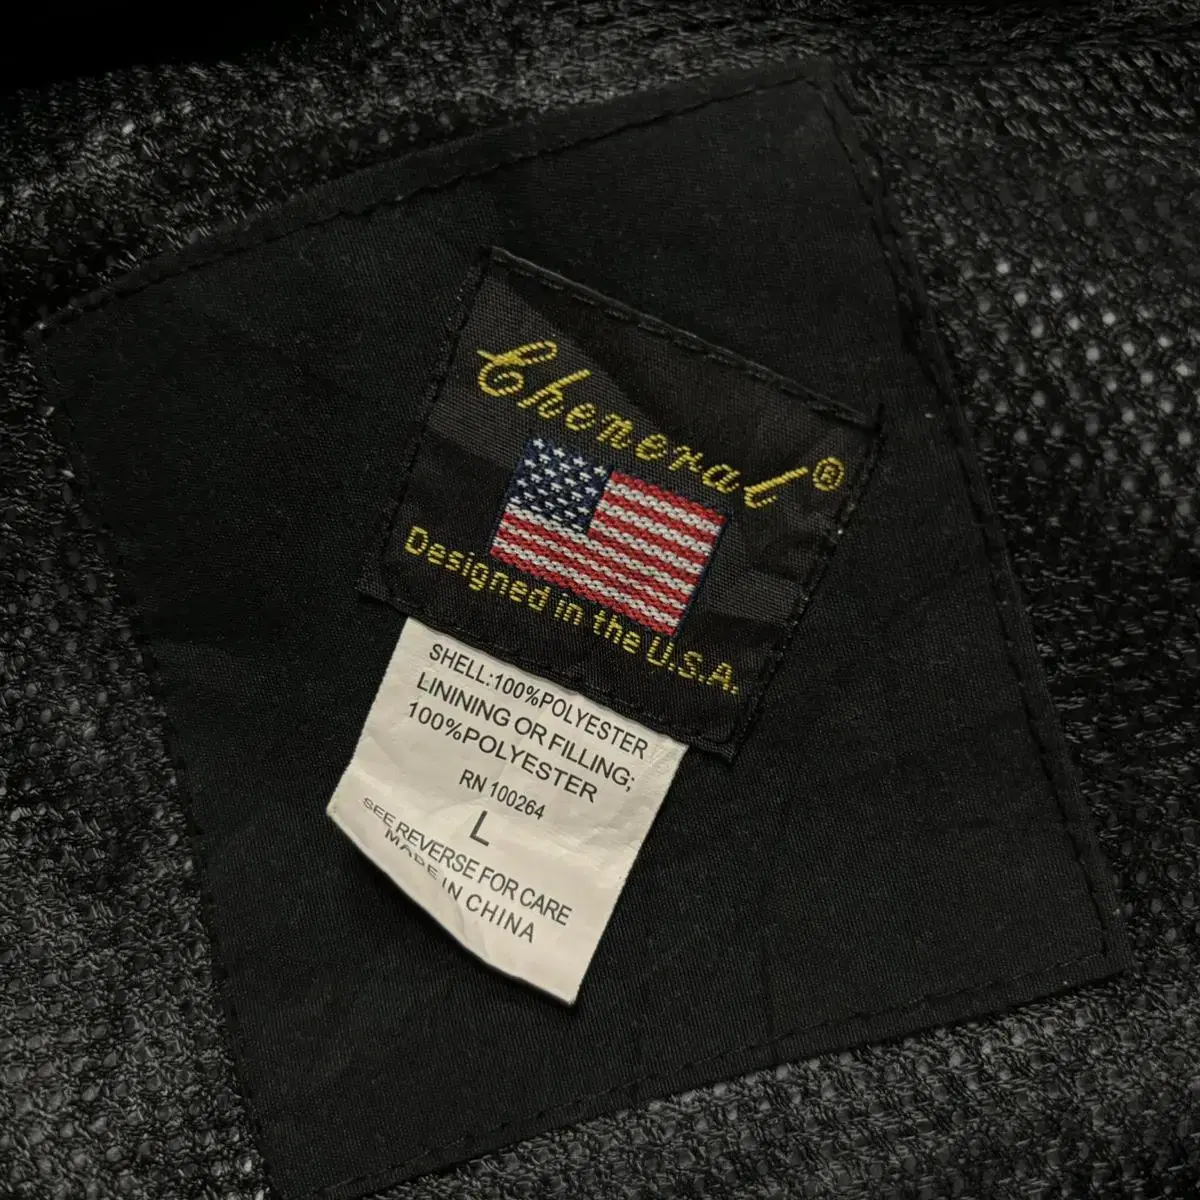 Cheneral®
Designed in the U.S.A.
SHELL:100%POLYESTER
LINING OR FILLING;
100%POLYESTER
RN 100264
L
SEE REVERSE FOR CARE
MADE IN CHINA